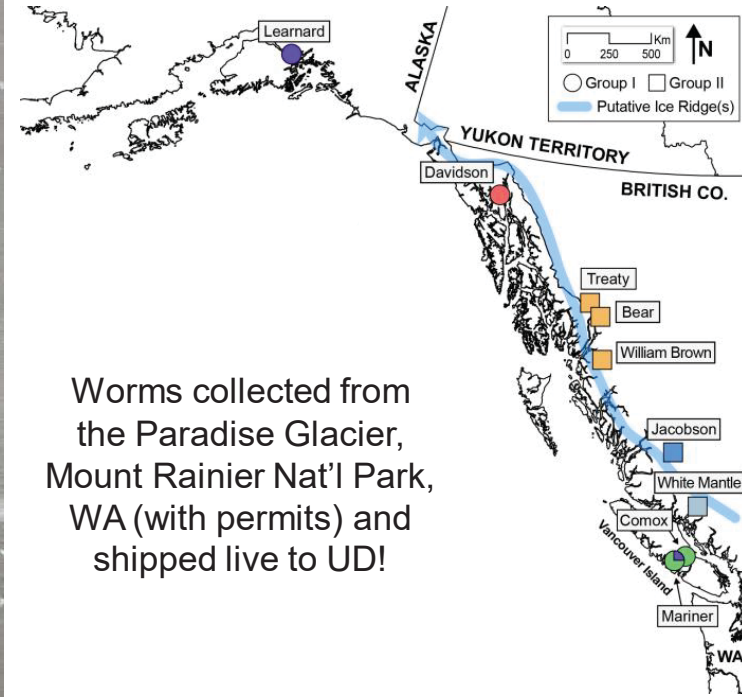 Learnard
ALASKA
Km
0 250 500
N
Group I Group II
Putative Ice Ridge(s)
YUKON TERRITORY
Davidson
BRITISH CO.
Treaty
Bear
William Brown
Worms collected from
the Paradise Glacier,
Mount Rainier Nat'l Park,
WA (with permits) and
shipped live to UD!
Jacobson
White Mantle
Comox
Vancouver Island
Mariner
WA